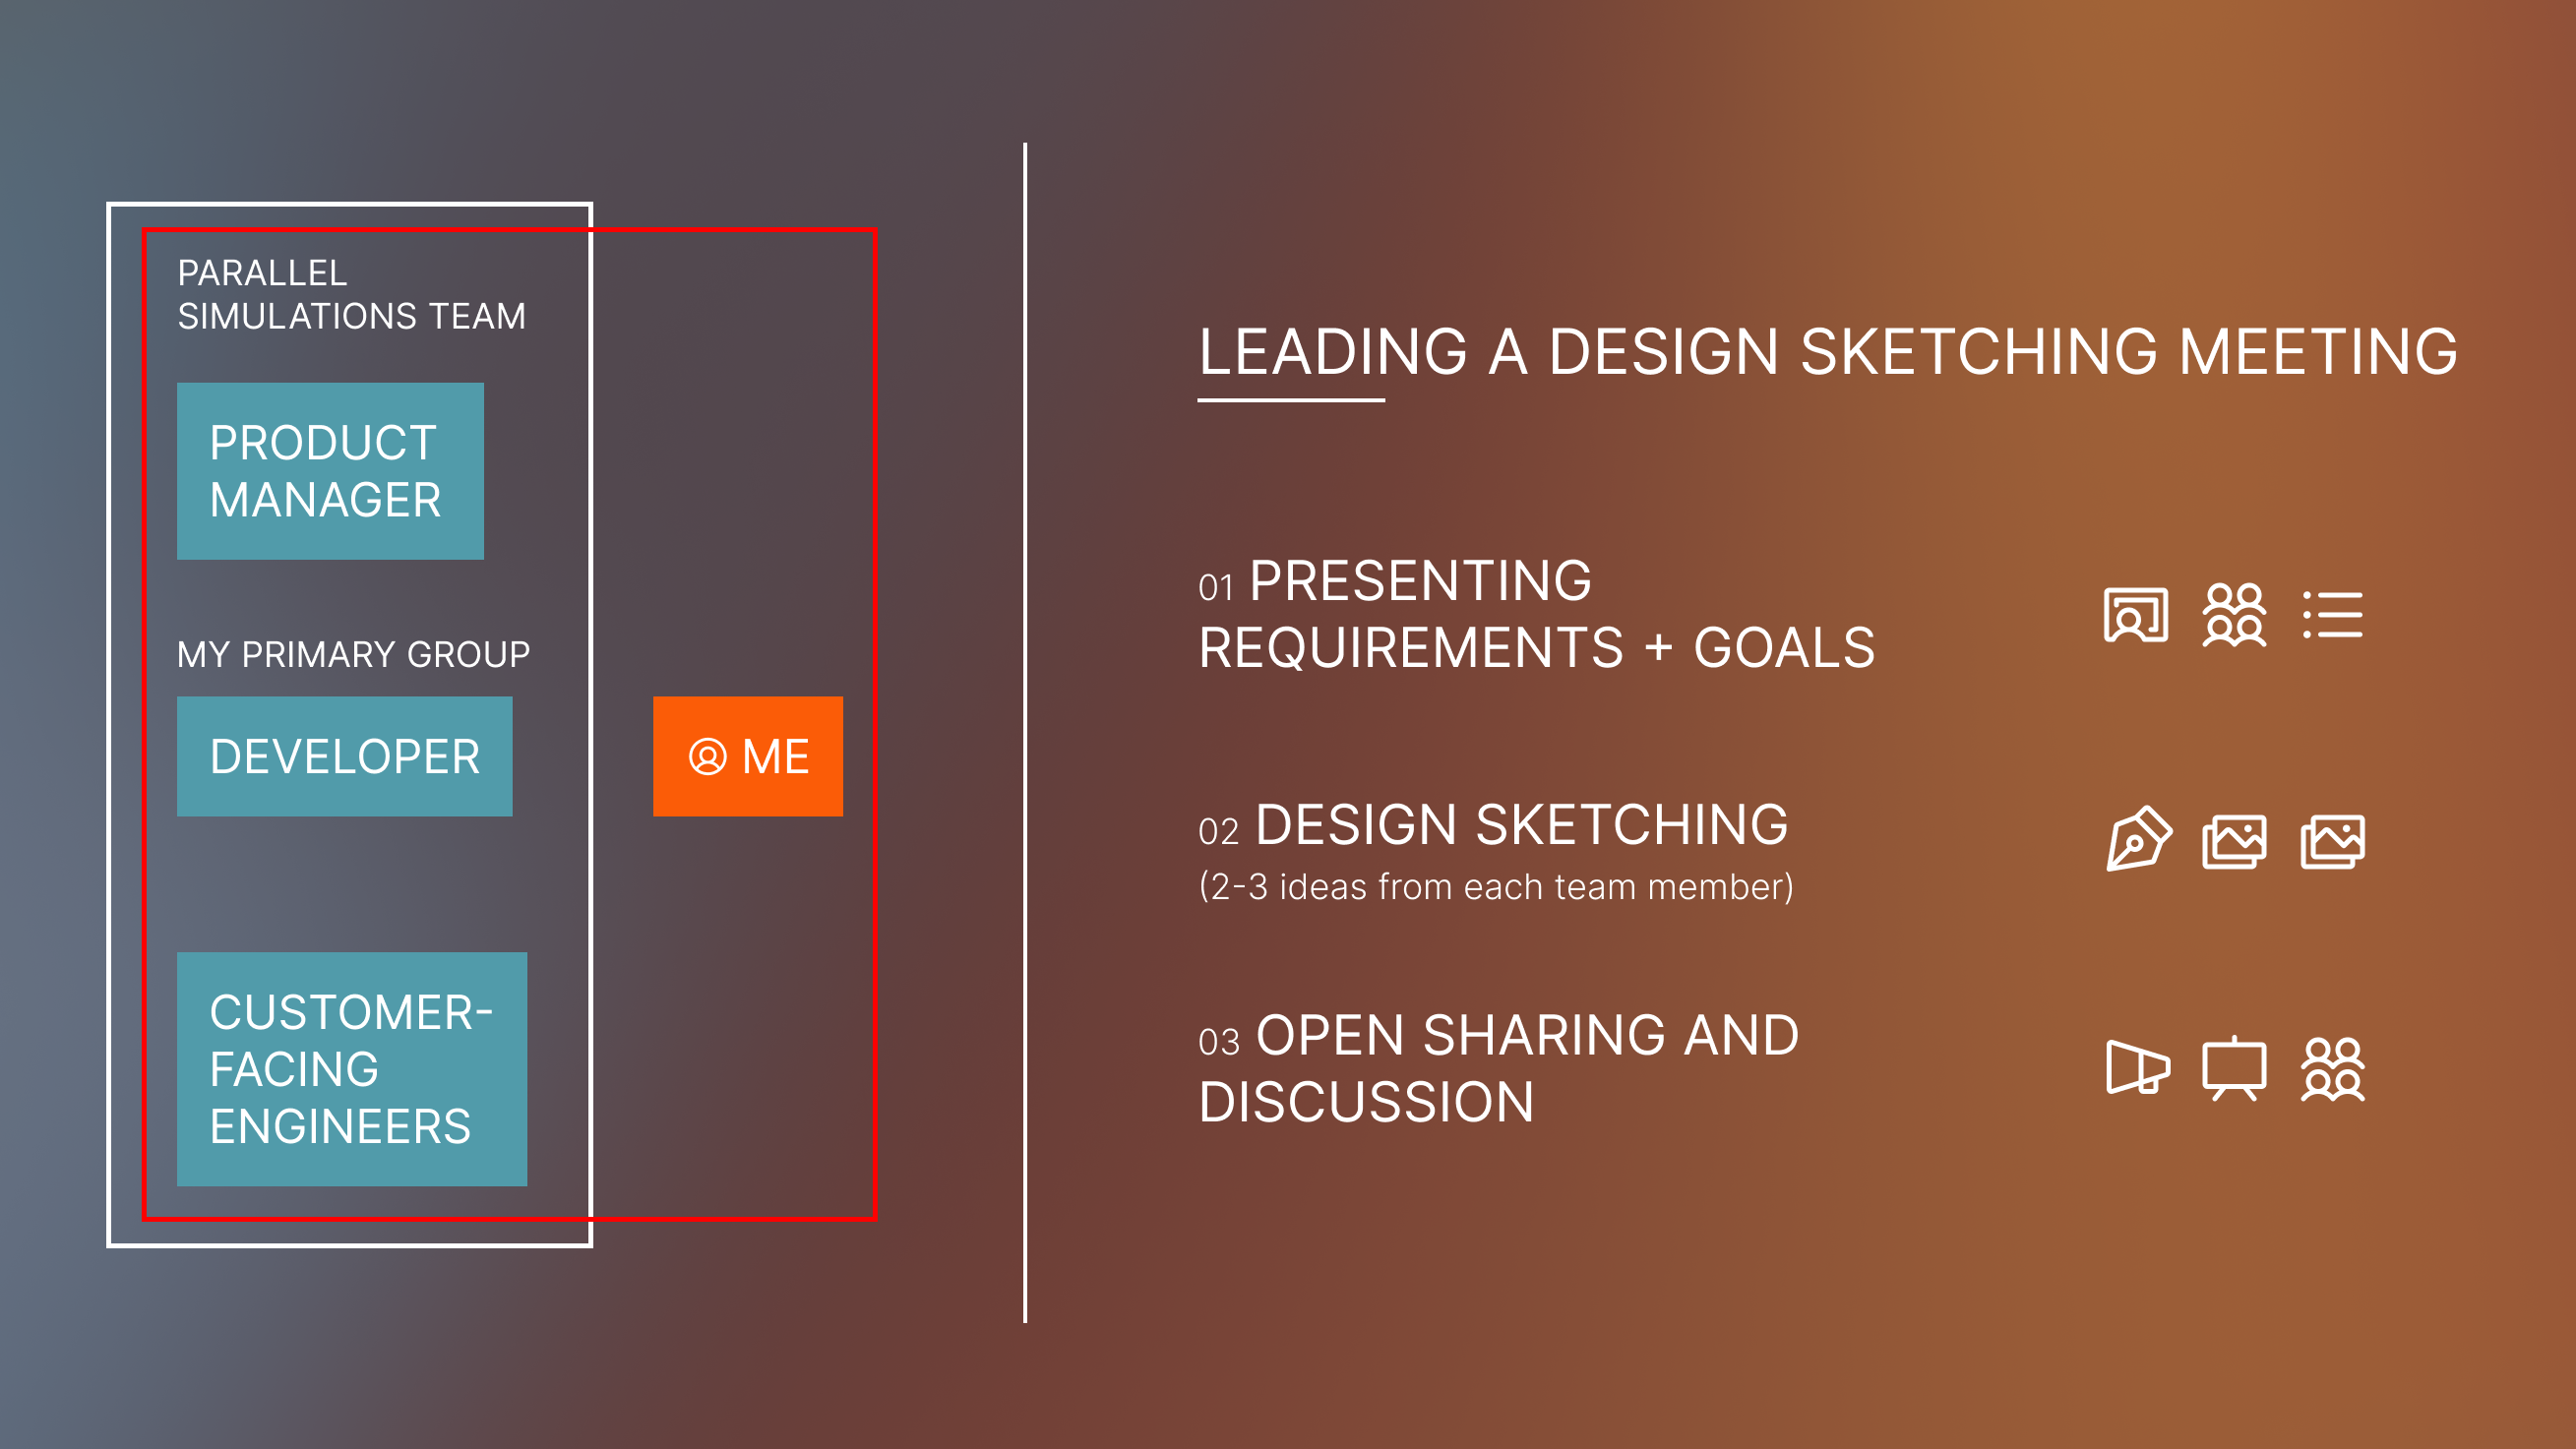 PARALLEL
SIMULATIONS TEAM
PRODUCT
MANAGER
MY PRIMARY GROUP
DEVELOPER
ME
CUSTOMER-
FACING
ENGINEERS
LEADING A DESIGN SKETCHING MEETING
01 PRESENTING
REQUIREMENTS + GOALS
02 DESIGN SKETCHING
(2-3 ideas from each team member)
03 OPEN SHARING AND
DISCUSSION